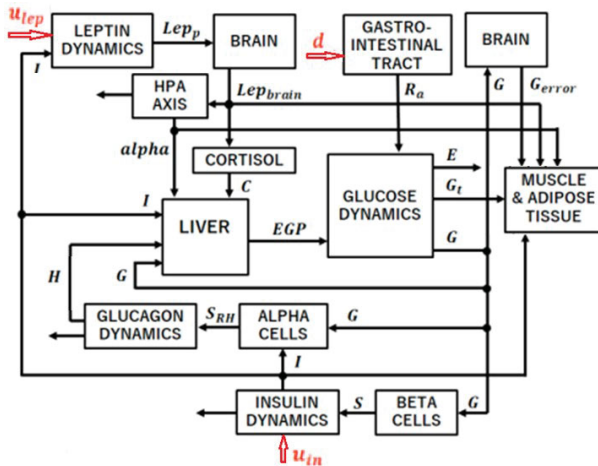 u_lep
LEPTIN
DYNAMICS
Lep_p
BRAIN
d
GASTRO-
INTESTINAL
TRACT
BRAIN
I
HPA
AXIS
Lep_brain
R_a
G
G_error
alpha
CORTISOL
C
I
LIVER
EGP
GLUCOSE
DYNAMICS
E
G_t
G
MUSCLE
& ADIPOSE
TISSUE
H
G
GLUCAGON
DYNAMICS
S_RH
ALPHA
CELLS
G
I
INSULIN
DYNAMICS
S
BETA
CELLS
G
u_in